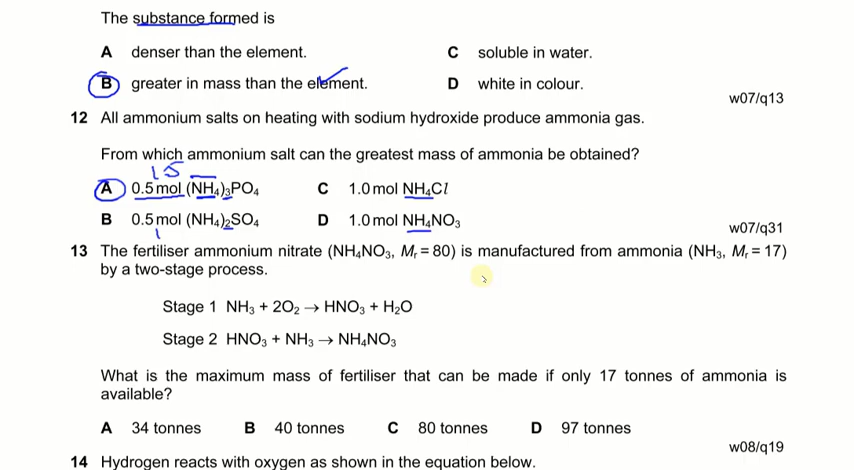 The substance formed is
A denser than the element. C soluble in water.
B greater in mass than the element. D white in colour.
w07/q13
12 All ammonium salts on heating with sodium hydroxide produce ammonia gas.
From which ammonium salt can the greatest mass of ammonia be obtained?
1.5
A 0.5 mol (NH₄)₃PO₄ C 1.0 mol NH₄Cl
B 0.5 mol (NH₄)₂SO₄ D 1.0 mol NH₄NO₃
1
w07/q31
13 The fertiliser ammonium nitrate (NH₄NO₃, Mᵣ = 80) is manufactured from ammonia (NH₃, Mᵣ = 17)
by a two-stage process.
Stage 1 NH₃ + 2O₂ → HNO₃ + H₂O
Stage 2 HNO₃ + NH₃ → NH₄NO₃
What is the maximum mass of fertiliser that can be made if only 17 tonnes of ammonia is
available?
A 34 tonnes B 40 tonnes C 80 tonnes D 97 tonnes
w08/q19
14 Hydrogen reacts with oxygen as shown in the equation below.